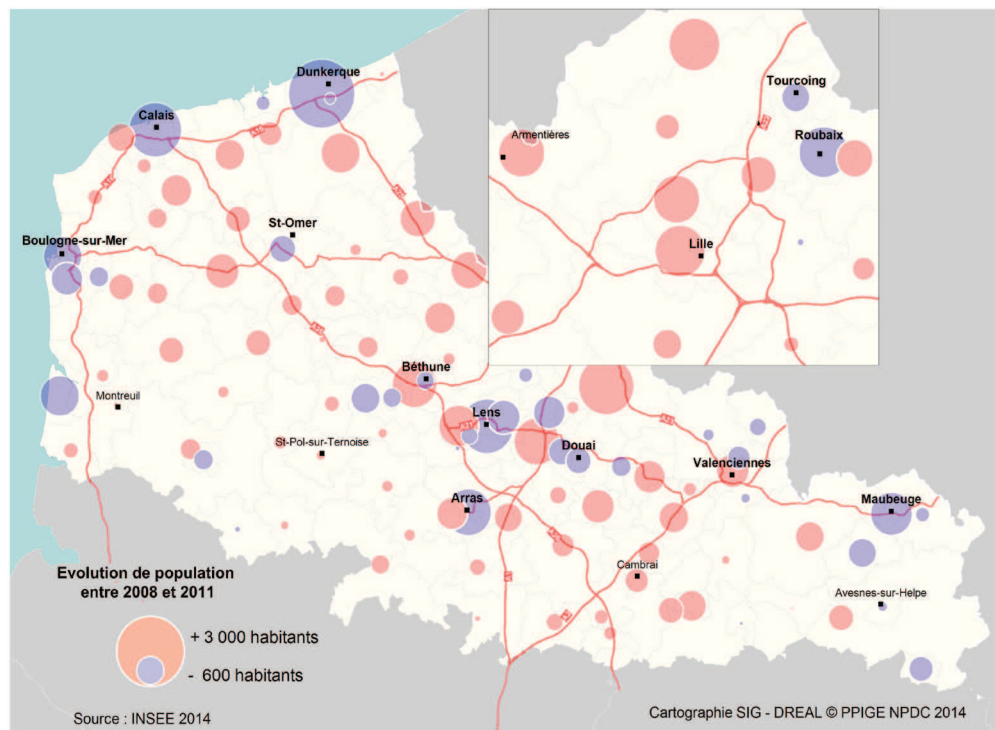 Dunkerque
Tourcoing
Calais
Roubaix
Armentières
St-Omer
Boulogne-sur-Mer
Lille
Béthune
Montreuil
Lens
St-Pol-sur-Ternoise
Douai
Valenciennes
Arras
Maubeuge
Cambrai
Avesnes-sur-Helpe
Evolution de population
entre 2008 et 2011
+ 3 000 habitants
- 600 habitants
Source : INSEE 2014
Cartographie SIG - DREAL © PPIGE NPDC 2014